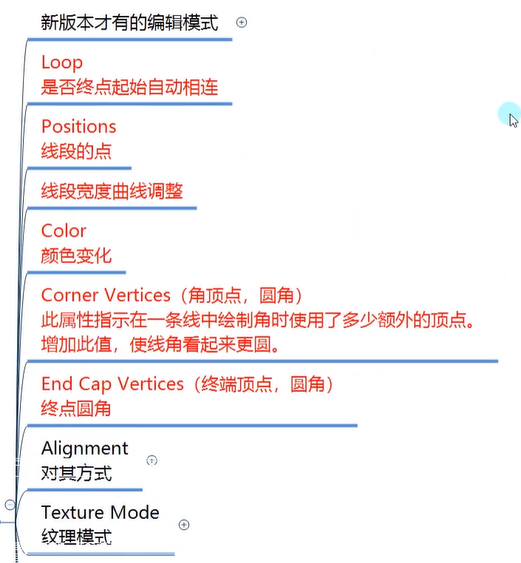 新版本才有的编辑模式
Loop
是否终点起始自动相连
Positions
线段的点
线段宽度曲线调整
Color
颜色变化
Corner Vertices（角顶点，圆角）
此属性指示在一条线中绘制角时使用了多少额外的顶点。
增加此值，使线角看起来更圆。
End Cap Vertices（终端顶点，圆角）
终点圆角
Alignment
对其方式
Texture Mode
纹理模式